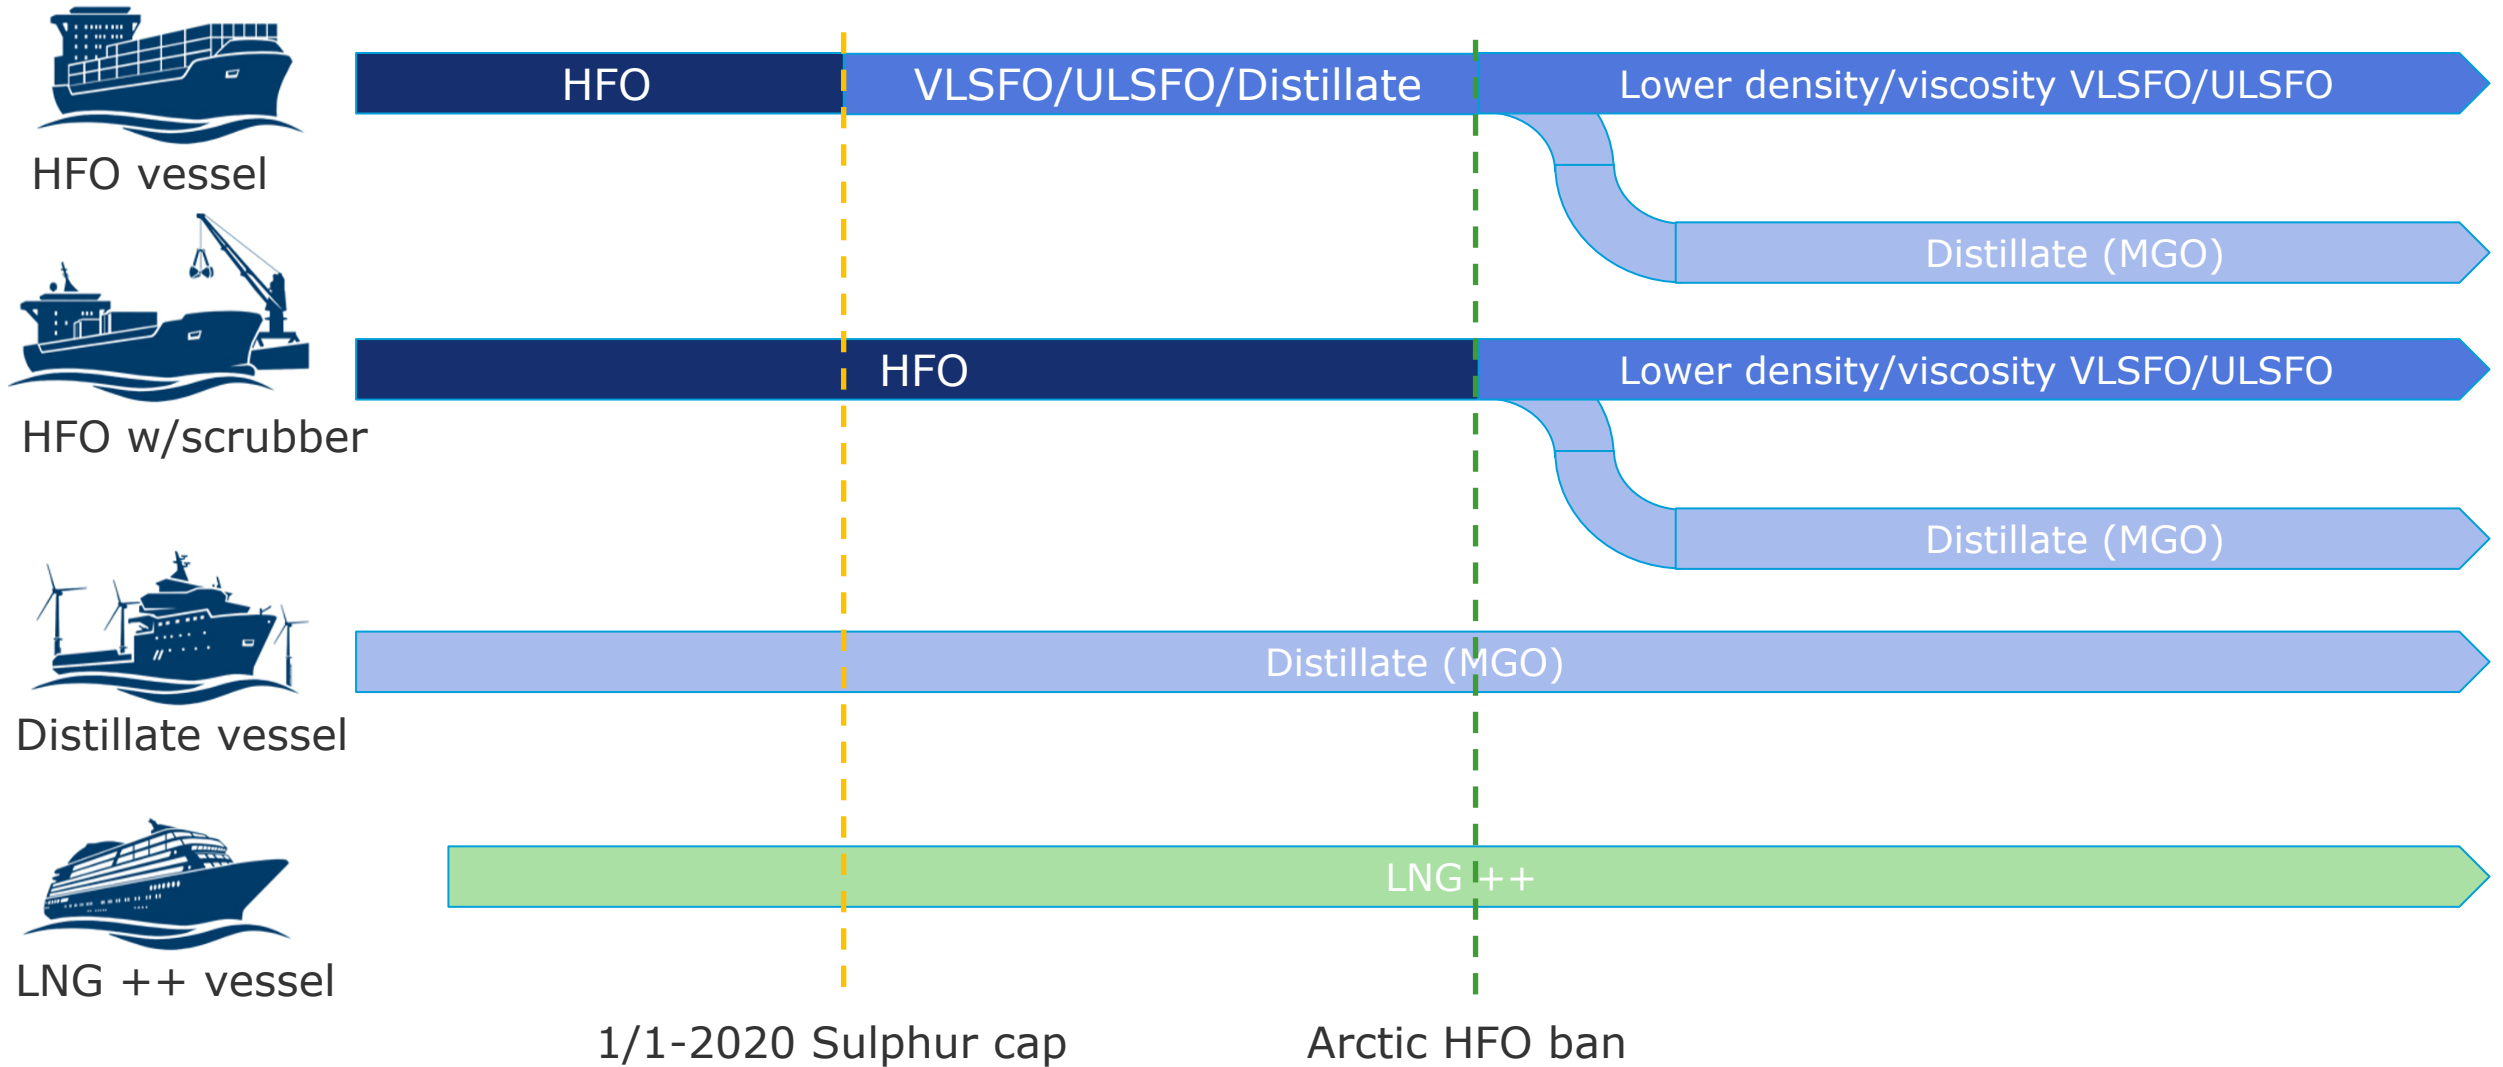 HFO
VLSFO/ULSFO/Distillate
Lower density/viscosity VLSFO/ULSFO
HFO vessel
Distillate (MGO)
HFO
Lower density/viscosity VLSFO/ULSFO
HFO w/scrubber
Distillate (MGO)
Distillate (MGO)
Distillate vessel
LNG ++
LNG ++ vessel
1/1-2020 Sulphur cap
Arctic HFO ban